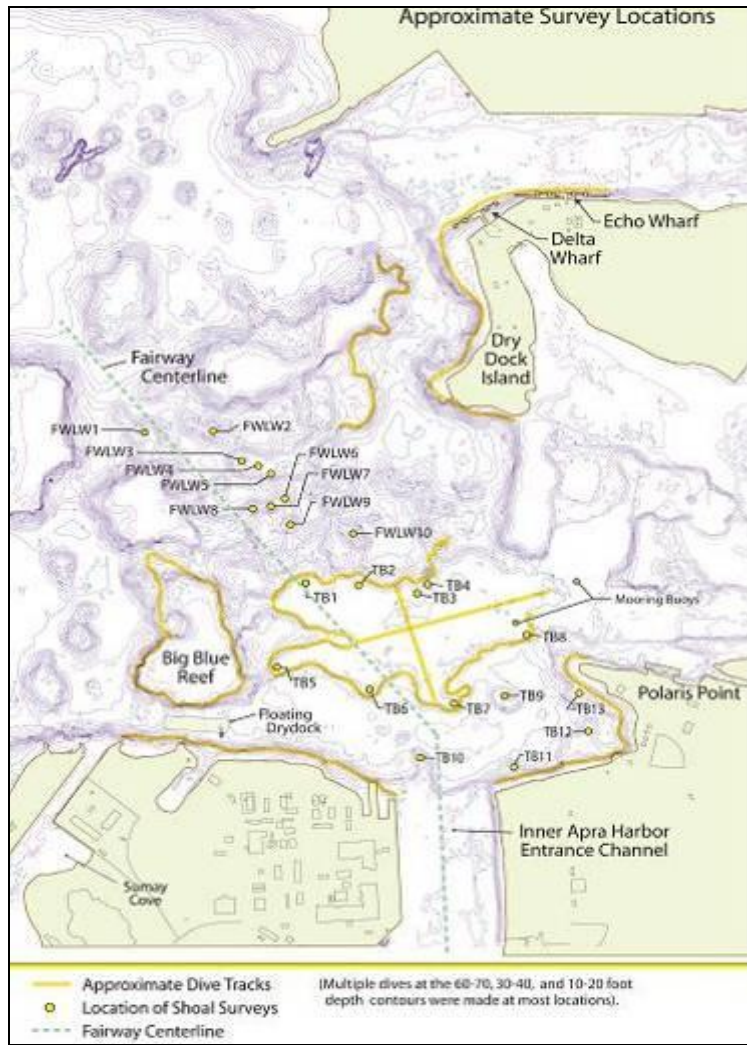 Approximate Survey Locations
Echo Wharf
Delta
Wharf
Fairway
Centerline
Dry
Dock
Island
FWLW1
FWLW2
FWLW3
FWLW6
FWLW4
FWLW7
FWLW5
FWLW8
FWLW9
FWLW10
TB2
TB4
TB1
TB3
Mooring Buoys
TB8
Big Blue
Reef
TB5
TB6
TB7
TB9
TB13
Polaris Point
Floating
Drydock
TB12
TB10
TB11
Inner Apra Harbor
Entrance Channel
Sumay
Cove
Approximate Dive Tracks
Location of Shoal Surveys
Fairway Centerline
(Multiple dives at the 60-70, 30-40, and 10-20 foot
depth contours were made at most locations).